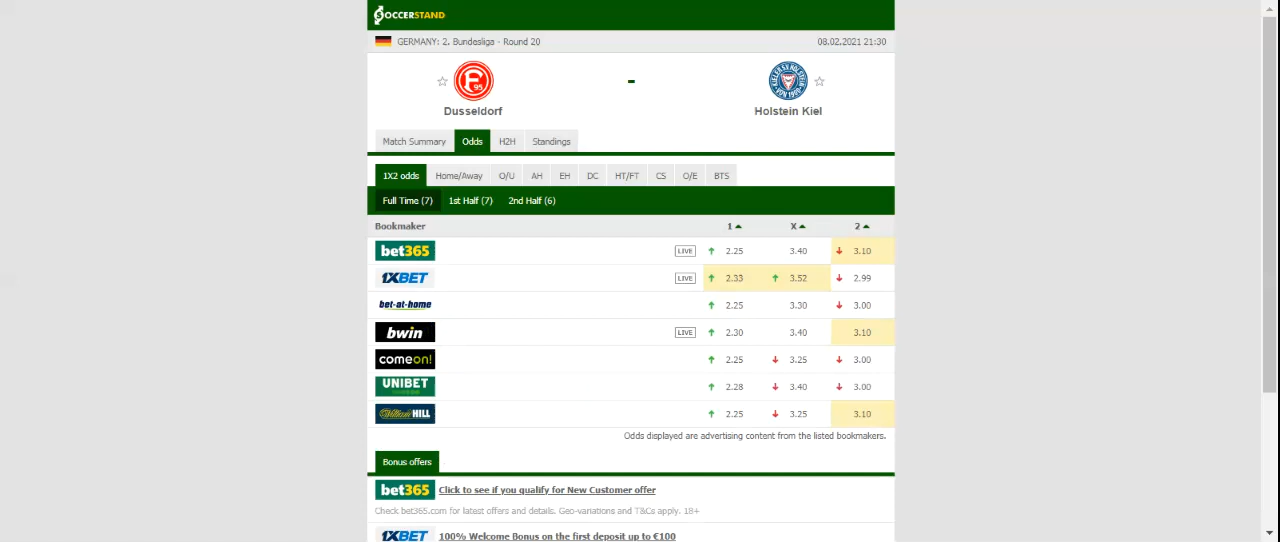 SOCCERSTAND
GERMANY: 2. Bundesliga - Round 20 08.02.2021 21:30
F 95 - KIELER SV HOLSTEIN VON 1900
Dusseldorf Holstein Kiel
Match Summary Odds H2H Standings
1X2 odds Home/Away O/U AH EH DC HT/FT CS O/E BTS
Full Time (7) 1st Half (7) 2nd Half (6)
Bookmaker 1 X 2
bet365 LIVE 2.25 3.40 3.10
1XBET LIVE 2.33 3.52 2.99
bet-at-home 2.25 3.30 3.00
bwin LIVE 2.30 3.40 3.10
comeon! 2.25 3.25 3.00
UNIBET 2.28 3.40 3.00
William HILL 2.25 3.25 3.10
Odds displayed are advertising content from the listed bookmakers.
Bonus offers
bet365 Click to see if you qualify for New Customer offer
Check bet365.com for latest offers and details. Geo-variations and T&Cs apply. 18+
1XBET 100% Welcome Bonus on the first deposit up to €100